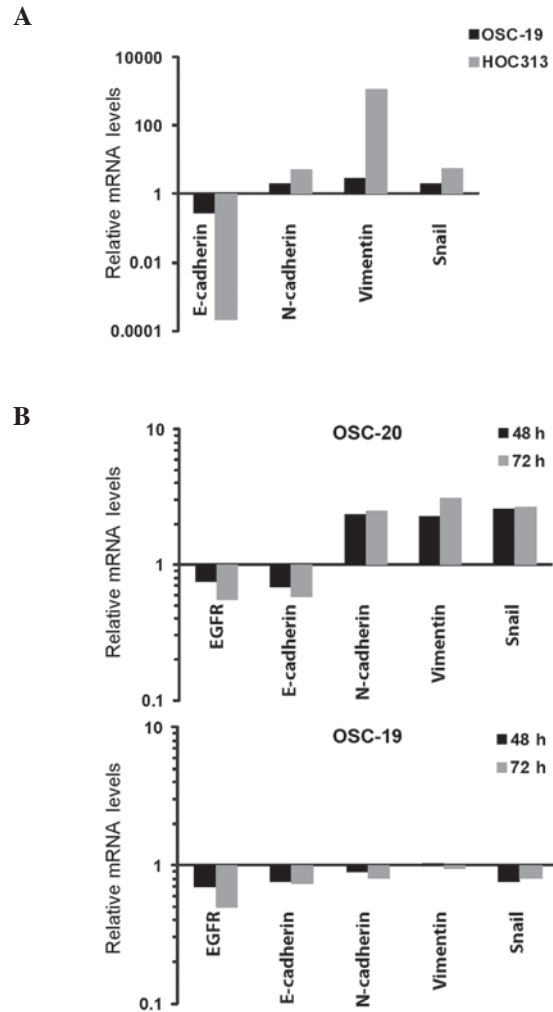 A
OSC-19
HOC313
Relative mRNA levels
10000
100
1
0.01
0.0001
E-cadherin
N-cadherin
Vimentin
Snail
B
OSC-20
48 h
72 h
Relative mRNA levels
10
1
0.1
EGFR
E-cadherin
N-cadherin
Vimentin
Snail
OSC-19
48 h
72 h
Relative mRNA levels
10
1
0.1
EGFR
E-cadherin
N-cadherin
Vimentin
Snail